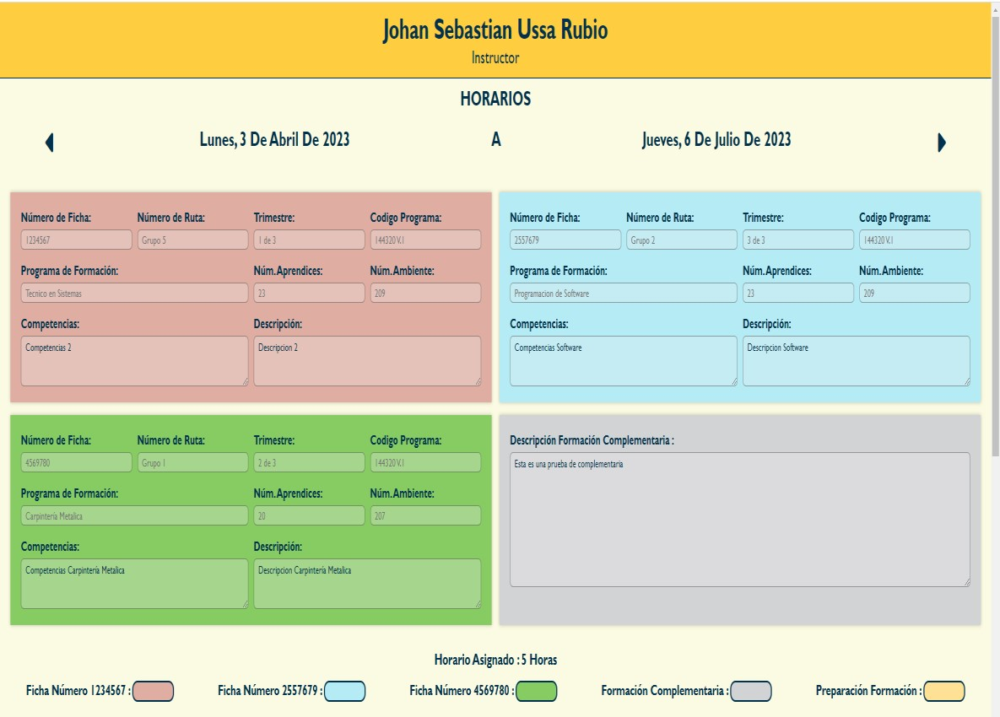 Johan Sebastian Ussa Rubio
Instructor
HORARIOS
Lunes, 3 De Abril De 2023 A Jueves, 6 De Julio De 2023
Número de Ficha: Número de Ruta: Trimestre: Codigo Programa:
1234567 Grupo 5 1 de 3 144320 V.1
Programa de Formación: Núm. Aprendices: Núm. Ambiente:
Tecnico en Sistemas 23 209
Competencias: Descripción:
Competencias 2 Descripcion 2
Número de Ficha: Número de Ruta: Trimestre: Codigo Programa:
2557679 Grupo 2 3 de 3 144320 V.1
Programa de Formación: Núm. Aprendices: Núm. Ambiente:
Programacion de Software 23 209
Competencias: Descripción:
Competencias Software Descripcion Software
Número de Ficha: Número de Ruta: Trimestre: Codigo Programa:
4569780 Grupo 1 2 de 3 144320 V.1
Programa de Formación: Núm. Aprendices: Núm. Ambiente:
Carpintería Metalica 20 207
Competencias: Descripción:
Competencias Carpintería Metalica Descripcion Carpintería Metalica
Descripción Formación Complementaria :
Esta es una prueba de complementaria
Horario Asignado : 5 Horas
Ficha Número 1234567 : Ficha Número 2557679 : Ficha Número 4569780 : Formación Complementaria : Preparación Formación :